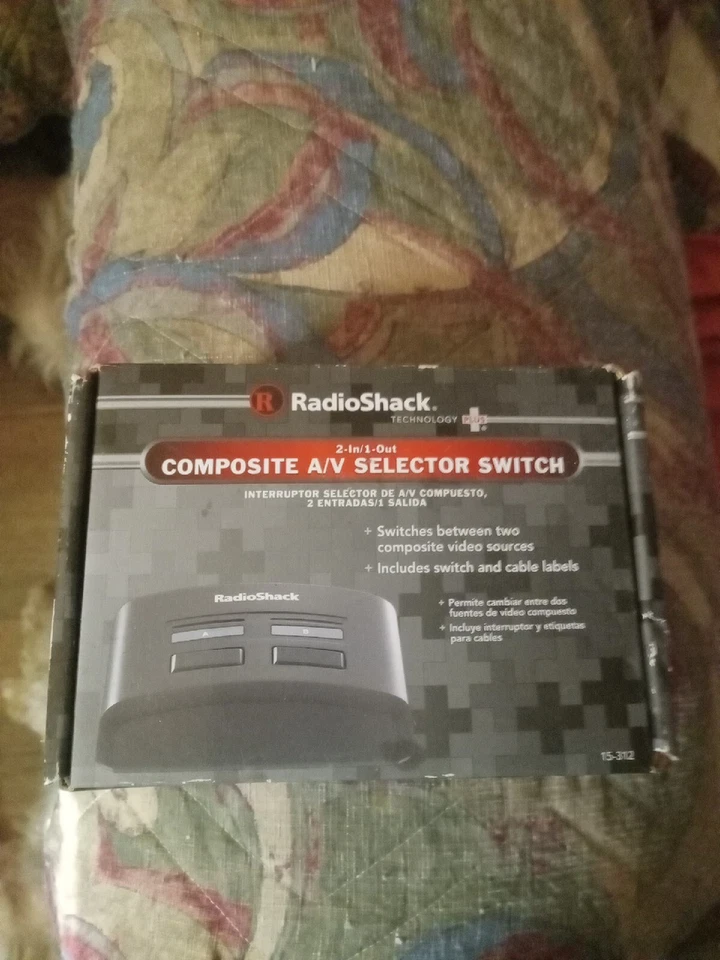 R RadioShack®
TECHNOLOGY PLUS
2-In/1-Out
COMPOSITE A/V SELECTOR SWITCH
INTERRUPTOR SELECTOR DE A/V COMPUESTO,
2 ENTRADAS/1 SALIDA
+ Switches between two
composite video sources
+ Includes switch and cable labels
+ Permite cambiar entre dos
fuentes de video compuesto
+ Incluye interruptor y etiquetas
para cables
RadioShack
A
15-312